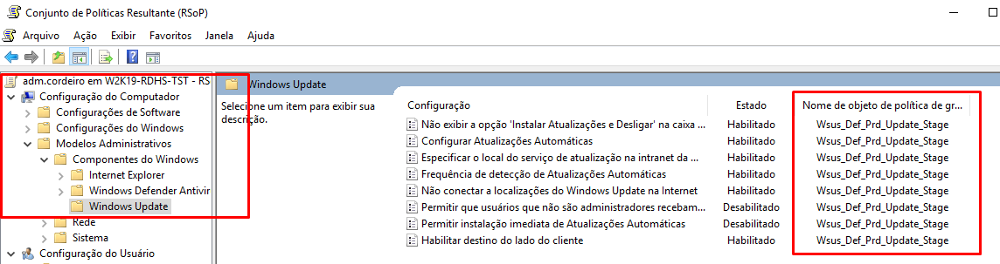 Conjunto de Políticas Resultante (RSoP)
Arquivo Ação Exibir Favoritos Janela Ajuda
adm.cordeiro em W2K19-RDHS-TST - RS
Configuração do Computador
Configurações de Software
Configurações do Windows
Modelos Administrativos
Componentes do Windows
Internet Explorer
Windows Defender Antivir
Windows Update
Rede
Sistema
Configuração do Usuário
Windows Update
Selecione um item para exibir sua
descrição.
Configuração Estado Nome de objeto de política de gr...
Não exibir a opção 'Instalar Atualizações e Desligar' na caixa ... Habilitado Wsus_Def_Prd_Update_Stage
Configurar Atualizações Automáticas Habilitado Wsus_Def_Prd_Update_Stage
Especificar o local do serviço de atualização na intranet da ... Habilitado Wsus_Def_Prd_Update_Stage
Frequência de detecção de Atualizações Automáticas Habilitado Wsus_Def_Prd_Update_Stage
Não conectar a localizações do Windows Update na Internet Habilitado Wsus_Def_Prd_Update_Stage
Permitir que usuários que não são administradores recebam... Desabilitado Wsus_Def_Prd_Update_Stage
Permitir instalação imediata de Atualizações Automáticas Desabilitado Wsus_Def_Prd_Update_Stage
Habilitar destino do lado do cliente Habilitado Wsus_Def_Prd_Update_Stage